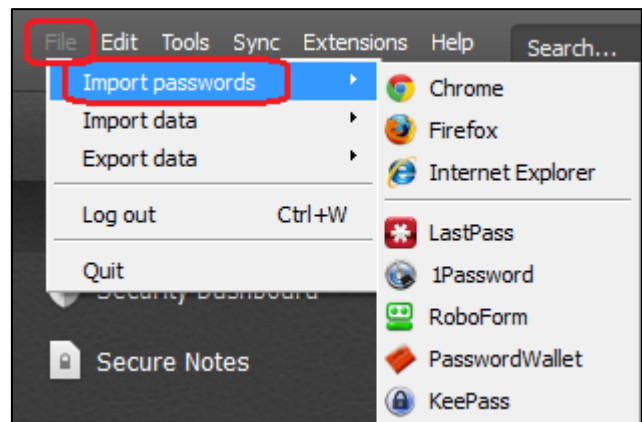 File Edit Tools Sync Extensions Help Search...
Import passwords
Import data
Export data
Log out Ctrl+W
Quit
Chrome
Firefox
Internet Explorer
LastPass
1Password
RoboForm
PasswordWallet
KeePass
Security Dashboard
Secure Notes